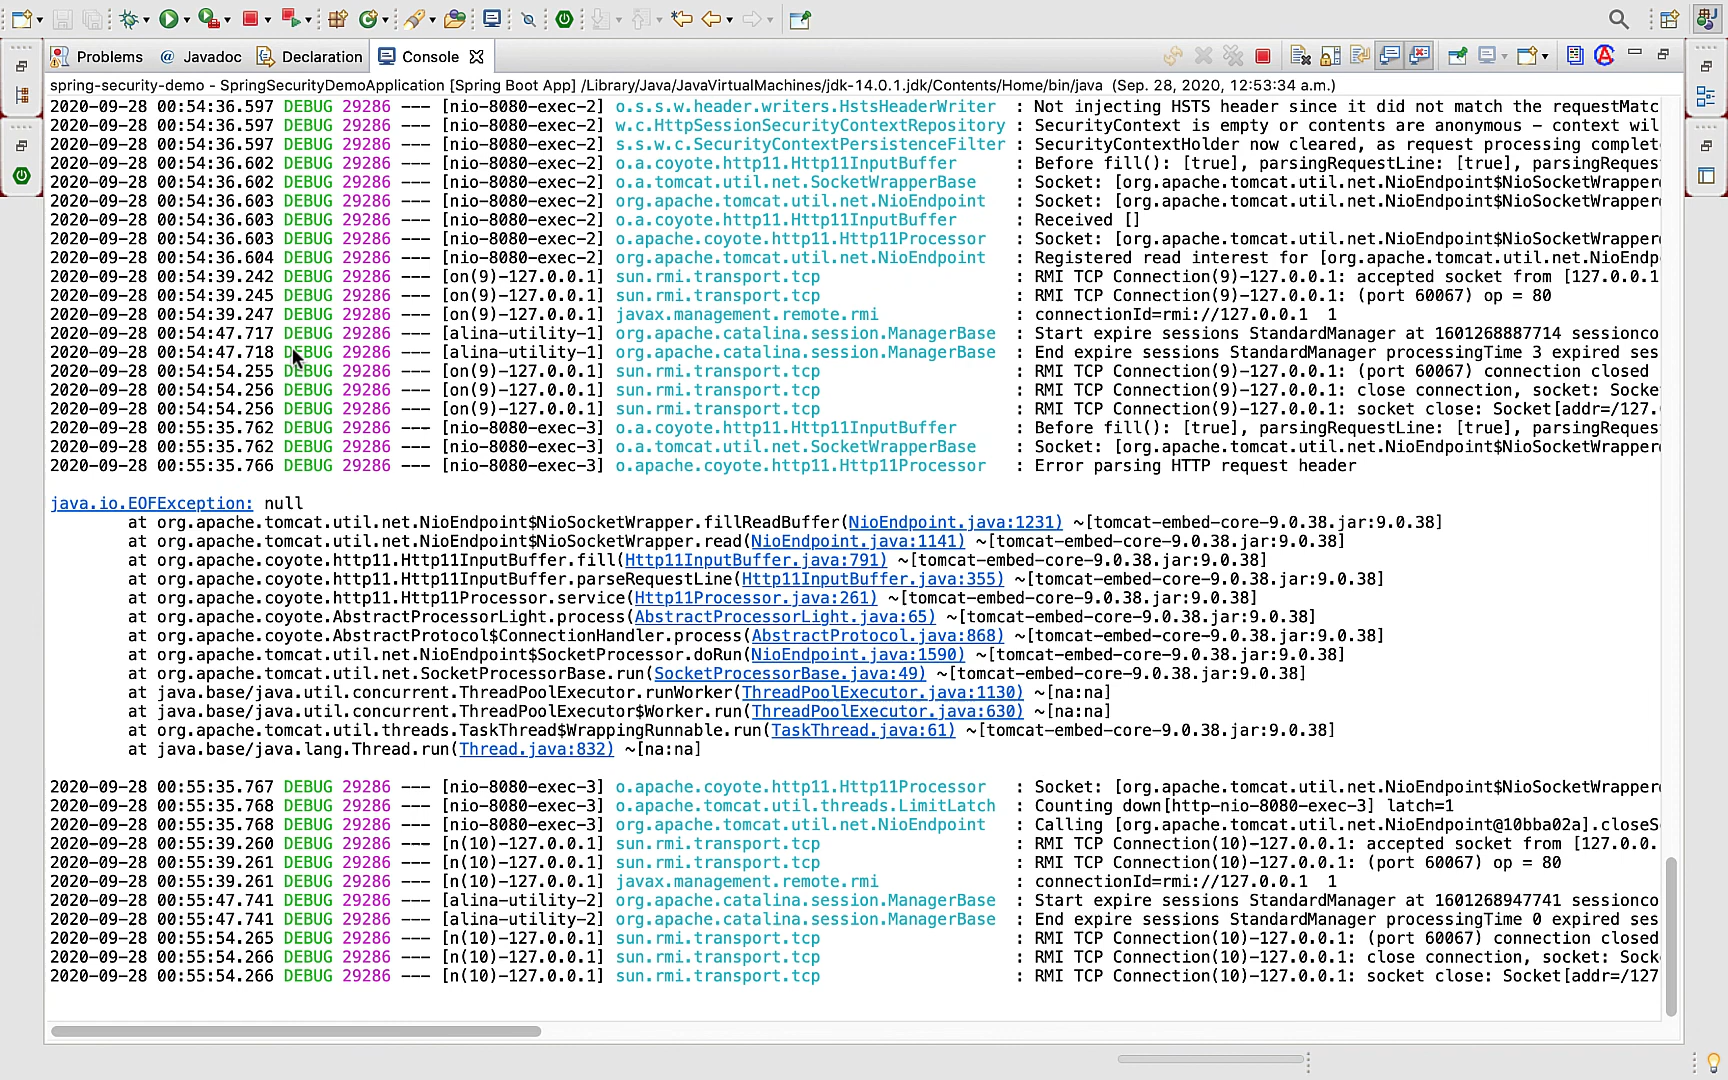 Problems @ Javadoc Declaration Console
spring-security-demo - SpringSecurityDemoApplication [Spring Boot App] /Library/Java/JavaVirtualMachines/jdk-14.0.1.jdk/Contents/Home/bin/java (Sep. 28, 2020, 12:53:34 a.m.)
2020-09-28 00:54:36.597 DEBUG 29286 --- [nio-8080-exec-2] o.s.s.w.header.writers.HstsHeaderWriter : Not injecting HSTS header since it did not match the requestMatc
2020-09-28 00:54:36.597 DEBUG 29286 --- [nio-8080-exec-2] w.c.HttpSessionSecurityContextRepository : SecurityContext is empty or contents are anonymous – context wil
2020-09-28 00:54:36.597 DEBUG 29286 --- [nio-8080-exec-2] s.s.w.c.SecurityContextPersistenceFilter : SecurityContextHolder now cleared, as request processing complet
2020-09-28 00:54:36.602 DEBUG 29286 --- [nio-8080-exec-2] o.a.coyote.http11.Http11InputBuffer : Before fill(): [true], parsingRequestLine: [true], parsingReques
2020-09-28 00:54:36.602 DEBUG 29286 --- [nio-8080-exec-2] o.a.tomcat.util.net.SocketWrapperBase : Socket: [org.apache.tomcat.util.net.NioEndpoint$NioSocketWrapper
2020-09-28 00:54:36.603 DEBUG 29286 --- [nio-8080-exec-2] org.apache.tomcat.util.net.NioEndpoint : Socket: [org.apache.tomcat.util.net.NioEndpoint$NioSocketWrapper
2020-09-28 00:54:36.603 DEBUG 29286 --- [nio-8080-exec-2] o.a.coyote.http11.Http11InputBuffer : Received []
2020-09-28 00:54:36.603 DEBUG 29286 --- [nio-8080-exec-2] o.apache.coyote.http11.Http11Processor : Socket: [org.apache.tomcat.util.net.NioEndpoint$NioSocketWrapper
2020-09-28 00:54:36.604 DEBUG 29286 --- [nio-8080-exec-2] org.apache.tomcat.util.net.NioEndpoint : Registered read interest for [org.apache.tomcat.util.net.NioEndp
2020-09-28 00:54:39.242 DEBUG 29286 --- [on(9)-127.0.0.1] sun.rmi.transport.tcp : RMI TCP Connection(9)-127.0.0.1: accepted socket from [127.0.0.1
2020-09-28 00:54:39.245 DEBUG 29286 --- [on(9)-127.0.0.1] sun.rmi.transport.tcp : RMI TCP Connection(9)-127.0.0.1: (port 60067) op = 80
2020-09-28 00:54:39.247 DEBUG 29286 --- [on(9)-127.0.0.1] javax.management.remote.rmi : connectionId=rmi://127.0.0.1 1
2020-09-28 00:54:47.717 DEBUG 29286 --- [alina-utility-1] org.apache.catalina.session.ManagerBase : Start expire sessions StandardManager at 1601268887714 sessionco
2020-09-28 00:54:47.718 DEBUG 29286 --- [alina-utility-1] org.apache.catalina.session.ManagerBase : End expire sessions StandardManager processingTime 3 expired ses
2020-09-28 00:54:54.255 DEBUG 29286 --- [on(9)-127.0.0.1] sun.rmi.transport.tcp : RMI TCP Connection(9)-127.0.0.1: (port 60067) connection closed
2020-09-28 00:54:54.256 DEBUG 29286 --- [on(9)-127.0.0.1] sun.rmi.transport.tcp : RMI TCP Connection(9)-127.0.0.1: close connection, socket: Socke
2020-09-28 00:54:54.256 DEBUG 29286 --- [on(9)-127.0.0.1] sun.rmi.transport.tcp : RMI TCP Connection(9)-127.0.0.1: socket close: Socket[addr=/127.
2020-09-28 00:55:35.762 DEBUG 29286 --- [nio-8080-exec-3] o.a.coyote.http11.Http11InputBuffer : Before fill(): [true], parsingRequestLine: [true], parsingReques
2020-09-28 00:55:35.762 DEBUG 29286 --- [nio-8080-exec-3] o.a.tomcat.util.net.SocketWrapperBase : Socket: [org.apache.tomcat.util.net.NioEndpoint$NioSocketWrapper
2020-09-28 00:55:35.766 DEBUG 29286 --- [nio-8080-exec-3] o.apache.coyote.http11.Http11Processor : Error parsing HTTP request header
java.io.EOFException: null
at org.apache.tomcat.util.net.NioEndpoint$NioSocketWrapper.fillReadBuffer(NioEndpoint.java:1231) ~[tomcat-embed-core-9.0.38.jar:9.0.38]
at org.apache.tomcat.util.net.NioEndpoint$NioSocketWrapper.read(NioEndpoint.java:1141) ~[tomcat-embed-core-9.0.38.jar:9.0.38]
at org.apache.coyote.http11.Http11InputBuffer.fill(Http11InputBuffer.java:791) ~[tomcat-embed-core-9.0.38.jar:9.0.38]
at org.apache.coyote.http11.Http11InputBuffer.parseRequestLine(Http11InputBuffer.java:355) ~[tomcat-embed-core-9.0.38.jar:9.0.38]
at org.apache.coyote.http11.Http11Processor.service(Http11Processor.java:261) ~[tomcat-embed-core-9.0.38.jar:9.0.38]
at org.apache.coyote.AbstractProcessorLight.process(AbstractProcessorLight.java:65) ~[tomcat-embed-core-9.0.38.jar:9.0.38]
at org.apache.coyote.AbstractProtocol$ConnectionHandler.process(AbstractProtocol.java:868) ~[tomcat-embed-core-9.0.38.jar:9.0.38]
at org.apache.tomcat.util.net.NioEndpoint$SocketProcessor.doRun(NioEndpoint.java:1590) ~[tomcat-embed-core-9.0.38.jar:9.0.38]
at org.apache.tomcat.util.net.SocketProcessorBase.run(SocketProcessorBase.java:49) ~[tomcat-embed-core-9.0.38.jar:9.0.38]
at java.base/java.util.concurrent.ThreadPoolExecutor.runWorker(ThreadPoolExecutor.java:1130) ~[na:na]
at java.base/java.util.concurrent.ThreadPoolExecutor$Worker.run(ThreadPoolExecutor.java:630) ~[na:na]
at org.apache.tomcat.util.threads.TaskThread$WrappingRunnable.run(TaskThread.java:61) ~[tomcat-embed-core-9.0.38.jar:9.0.38]
at java.base/java.lang.Thread.run(Thread.java:832) ~[na:na]
2020-09-28 00:55:35.767 DEBUG 29286 --- [nio-8080-exec-3] o.apache.coyote.http11.Http11Processor : Socket: [org.apache.tomcat.util.net.NioEndpoint$NioSocketWrapper
2020-09-28 00:55:35.768 DEBUG 29286 --- [nio-8080-exec-3] o.apache.tomcat.util.threads.LimitLatch : Counting down[http-nio-8080-exec-3] latch=1
2020-09-28 00:55:35.768 DEBUG 29286 --- [nio-8080-exec-3] org.apache.tomcat.util.net.NioEndpoint : Calling [org.apache.tomcat.util.net.NioEndpoint@10bba02a].closeS
2020-09-28 00:55:39.260 DEBUG 29286 --- [n(10)-127.0.0.1] sun.rmi.transport.tcp : RMI TCP Connection(10)-127.0.0.1: accepted socket from [127.0.0.
2020-09-28 00:55:39.261 DEBUG 29286 --- [n(10)-127.0.0.1] sun.rmi.transport.tcp : RMI TCP Connection(10)-127.0.0.1: (port 60067) op = 80
2020-09-28 00:55:39.261 DEBUG 29286 --- [n(10)-127.0.0.1] javax.management.remote.rmi : connectionId=rmi://127.0.0.1 1
2020-09-28 00:55:47.741 DEBUG 29286 --- [alina-utility-2] org.apache.catalina.session.ManagerBase : Start expire sessions StandardManager at 1601268947741 sessionco
2020-09-28 00:55:47.741 DEBUG 29286 --- [alina-utility-2] org.apache.catalina.session.ManagerBase : End expire sessions StandardManager processingTime 0 expired ses
2020-09-28 00:55:54.265 DEBUG 29286 --- [n(10)-127.0.0.1] sun.rmi.transport.tcp : RMI TCP Connection(10)-127.0.0.1: (port 60067) connection closed
2020-09-28 00:55:54.266 DEBUG 29286 --- [n(10)-127.0.0.1] sun.rmi.transport.tcp : RMI TCP Connection(10)-127.0.0.1: close connection, socket: Sock
2020-09-28 00:55:54.266 DEBUG 29286 --- [n(10)-127.0.0.1] sun.rmi.transport.tcp : RMI TCP Connection(10)-127.0.0.1: socket close: Socket[addr=/127